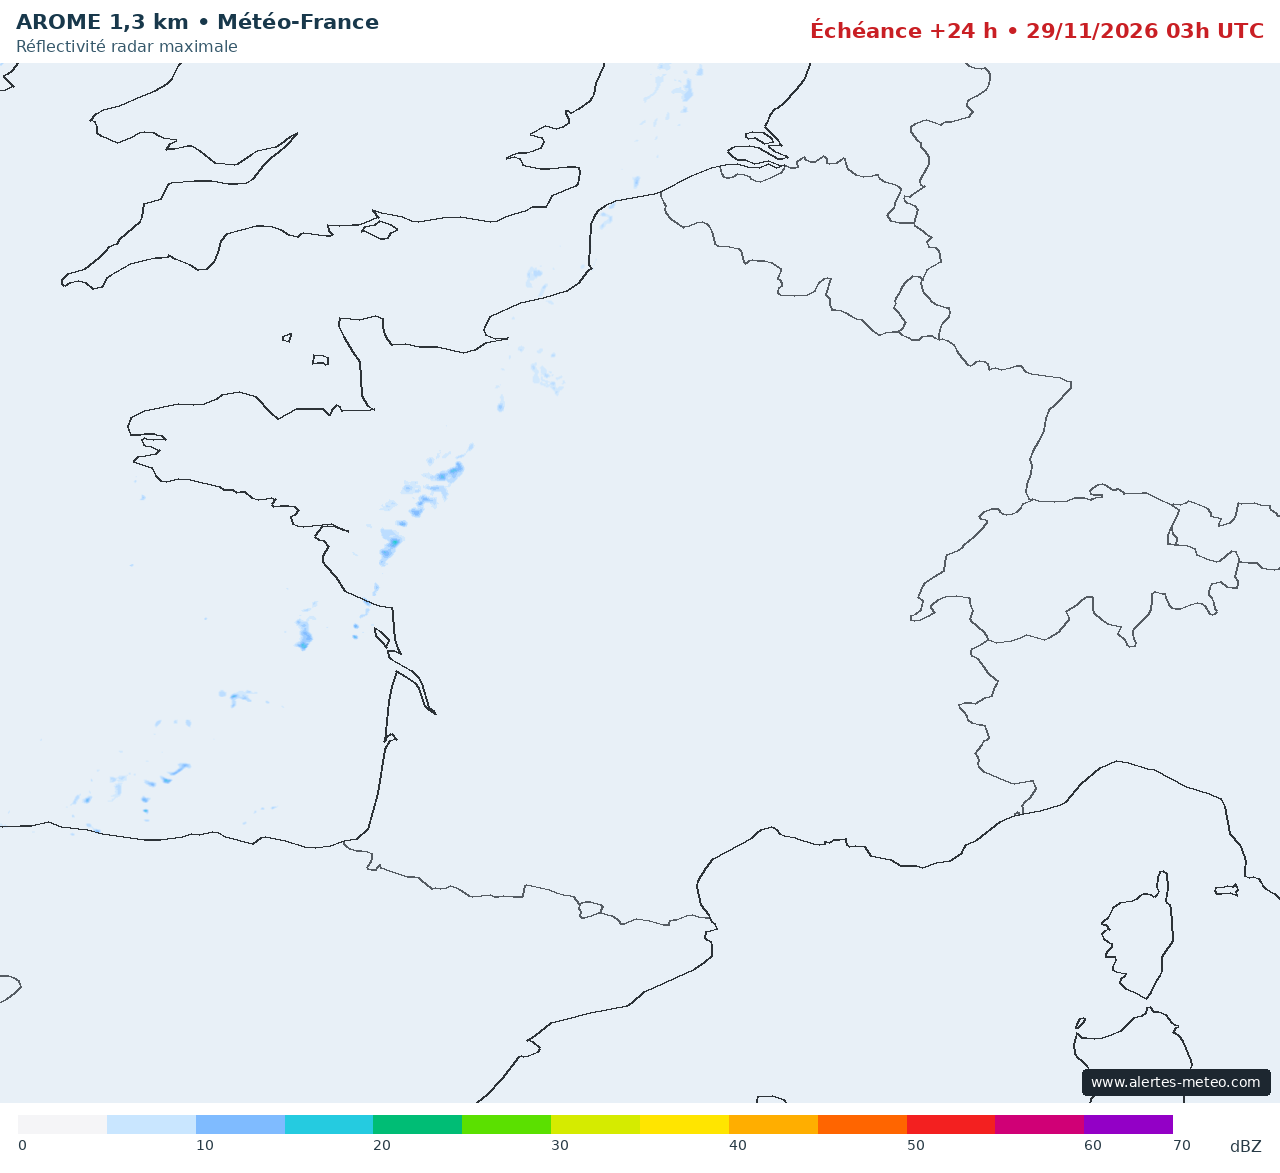 AROME 1,3 km • Météo-France
Réflectivité radar maximale
Échéance +24 h • 29/11/2026 03h UTC
www.alertes-meteo.com
0 10 20 30 40 50 60 70 dBZ